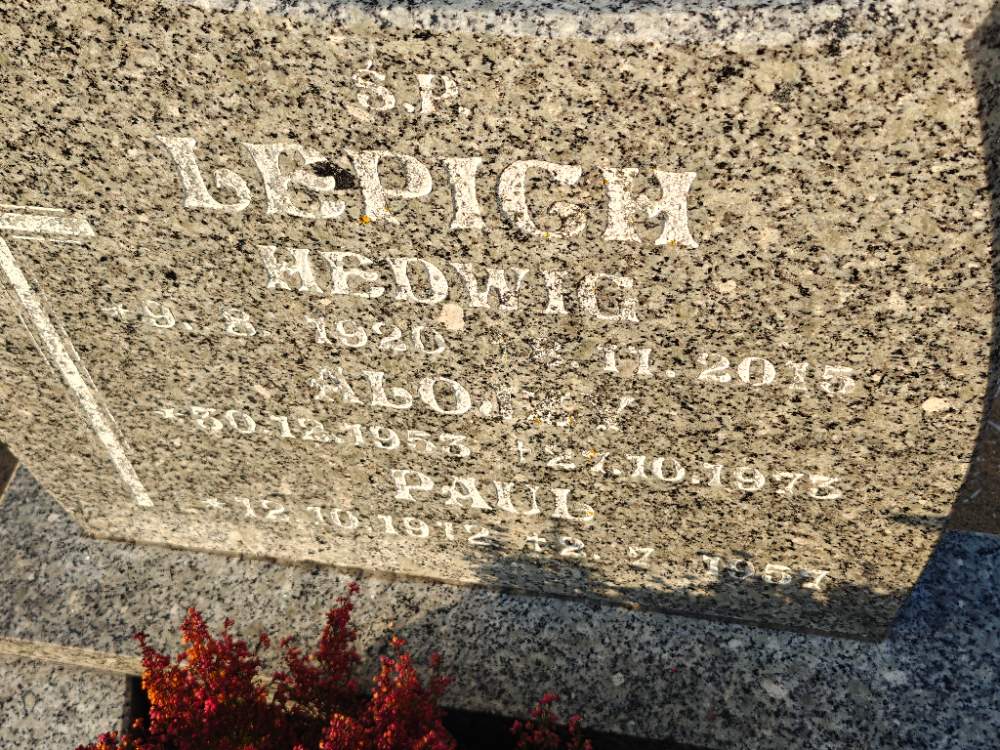 Ś.P.
LEPICH
HEDWIG
*9. 8. 1920 11. 2015
ALOJZY
*30.12.1953 +27.10.1973
PAUL
*12.10.1912 +2. 7. 1957